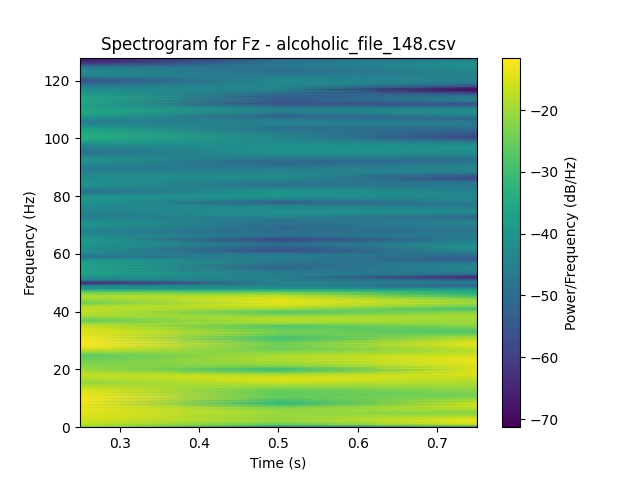 Spectrogram for Fz - alcoholic_file_148.csv
120
100
80
60
40
20
0
Frequency (Hz)
0.3 0.4 0.5 0.6 0.7
Time (s)
−20
−30
−40
−50
−60
−70
Power/Frequency (dB/Hz)